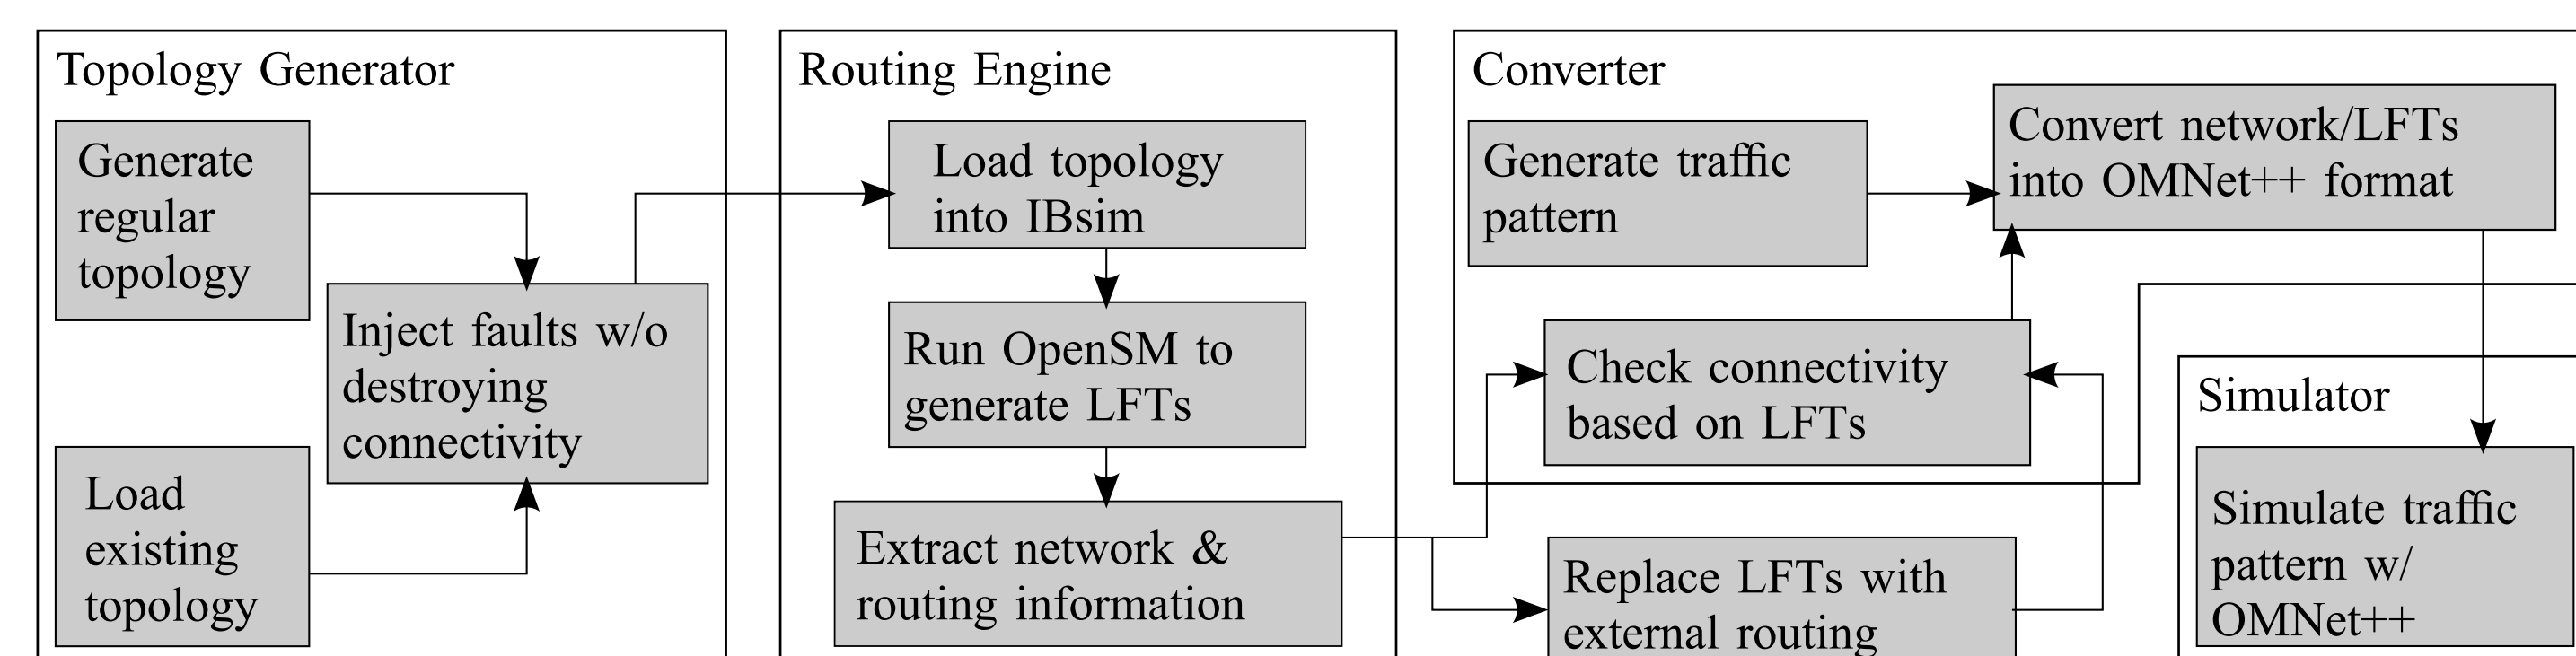 Topology Generator
Generate
regular
topology
Inject faults w/o
destroying
connectivity
Load
existing
topology
Routing Engine
Load topology
into IBsim
Run OpenSM to
generate LFTs
Extract network &
routing information
Converter
Generate traffic
pattern
Convert network/LFTs
into OMNet++ format
Check connectivity
based on LFTs
Replace LFTs with
external routing
Simulator
Simulate traffic
pattern w/
OMNet++